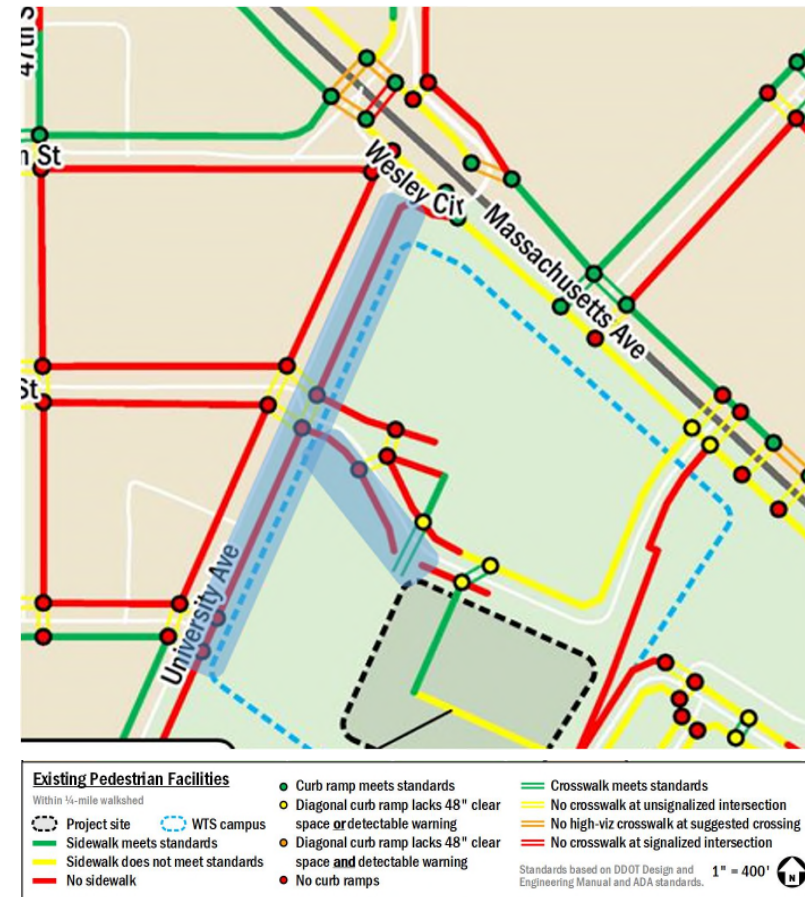 47th S
n St
Wesley Cir
Massachusetts Ave
St
University Ave
Existing Pedestrian Facilities
Within ¼-mile walkshed
Project site
WTS campus
Sidewalk meets standards
Sidewalk does not meet standards
No sidewalk
Curb ramp meets standards
Diagonal curb ramp lacks 48" clear
space or detectable warning
Diagonal curb ramp lacks 48" clear
space and detectable warning
No curb ramps
Crosswalk meets standards
No crosswalk at unsignalized intersection
No high-viz crosswalk at suggested crossing
No crosswalk at signalized intersection
Standards based on DDOT Design and
Engineering Manual and ADA standards.
1" = 400'
N